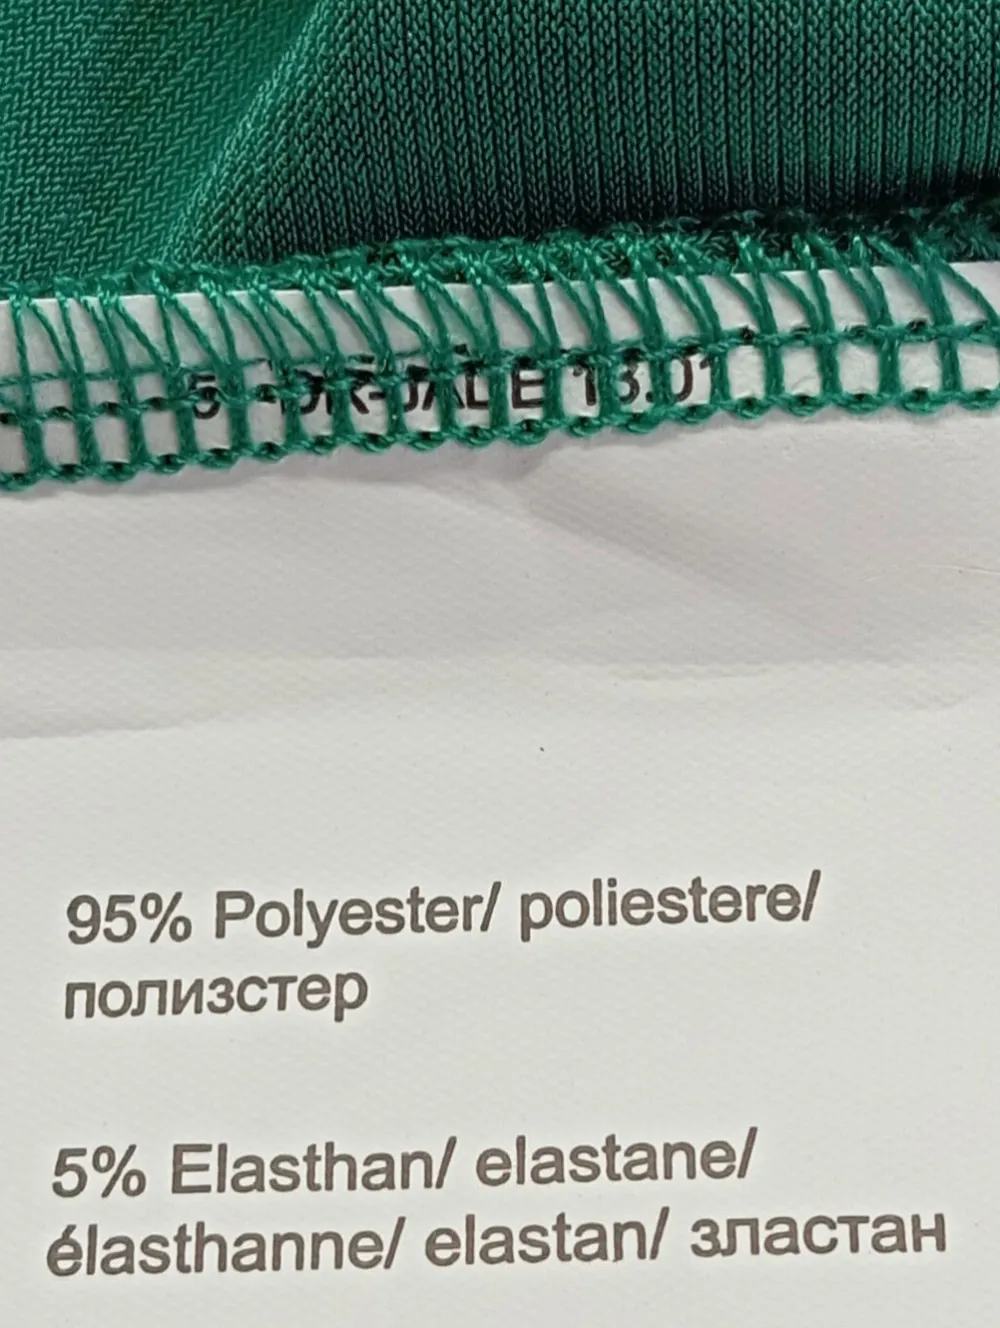 95% Polyester/ poliestere/
полизстер
5% Elasthan/ elastane/
élasthanne/ elastan/ зластан